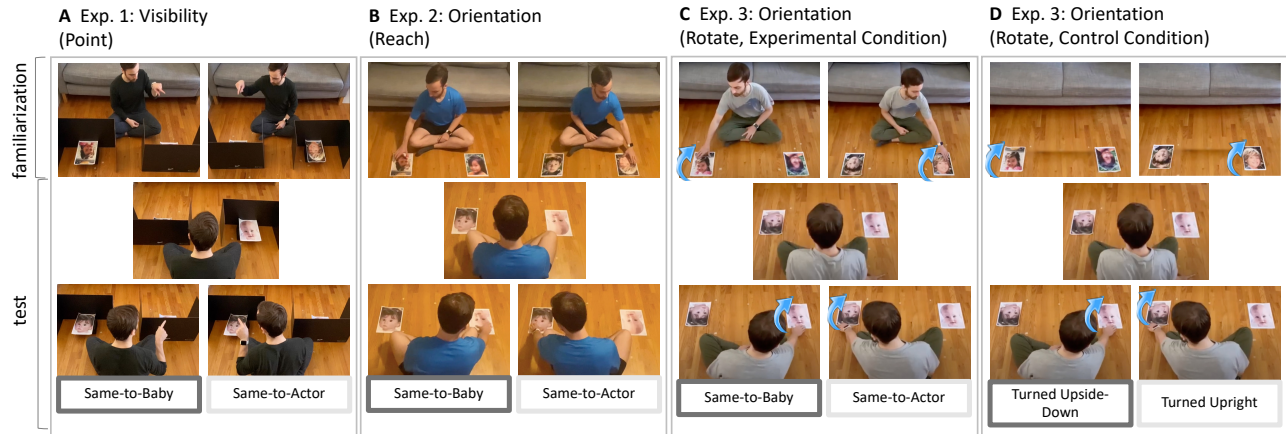 A Exp. 1: Visibility
(Point)
B Exp. 2: Orientation
(Reach)
C Exp. 3: Orientation
(Rotate, Experimental Condition)
D Exp. 3: Orientation
(Rotate, Control Condition)
familiarization
test
Same-to-Baby
Same-to-Actor
Same-to-Baby
Same-to-Actor
Same-to-Baby
Same-to-Actor
Turned Upside-
Down
Turned Upright